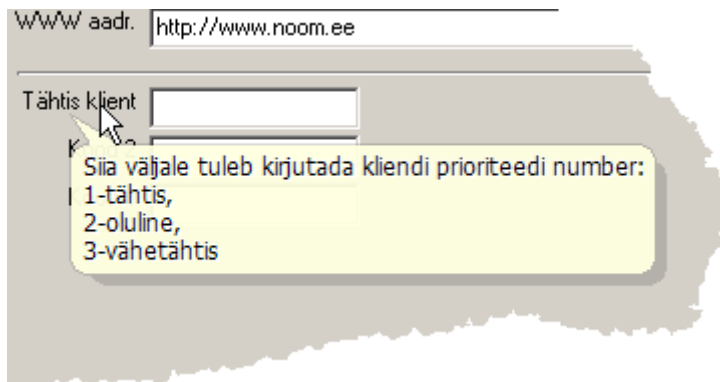 WWW aadr. http://www.noom.ee
Tähtis klient
Siia väljale tuleb kirjutada kliendi prioriteedi number:
1-tähtis,
2-oluline,
3-vähetähtis